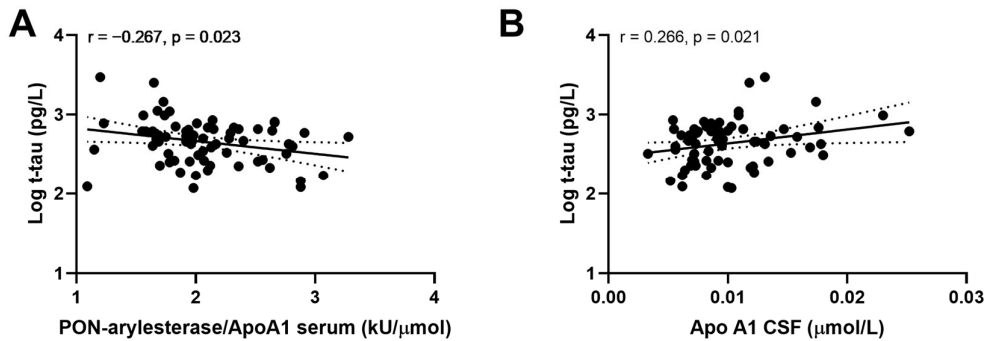 A
r = −0.267, p = 0.023
Log t-tau (pg/L)
4
3
2
1
1
2
3
4
PON-arylesterase/ApoA1 serum (kU/μmol)
B
r = 0.266, p = 0.021
Log t-tau (pg/L)
4
3
2
1
0.00
0.01
0.02
0.03
Apo A1 CSF (μmol/L)